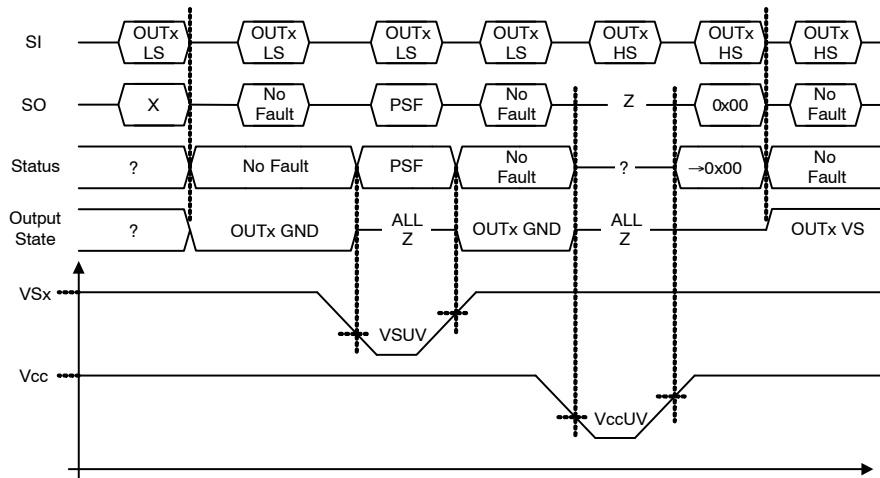 SI
OUTx
LS
OUTx
LS
OUTx
LS
OUTx
LS
OUTx
HS
OUTx
HS
OUTx
HS
SO
X
No
Fault
PSF
No
Fault
Z
0x00
No
Fault
Status
?
No Fault
PSF
No
Fault
?
→0x00
No
Fault
Output
State
?
OUTx GND
ALL
Z
OUTx GND
ALL
Z
OUTx VS
VSx
VSUV
Vcc
VccUV